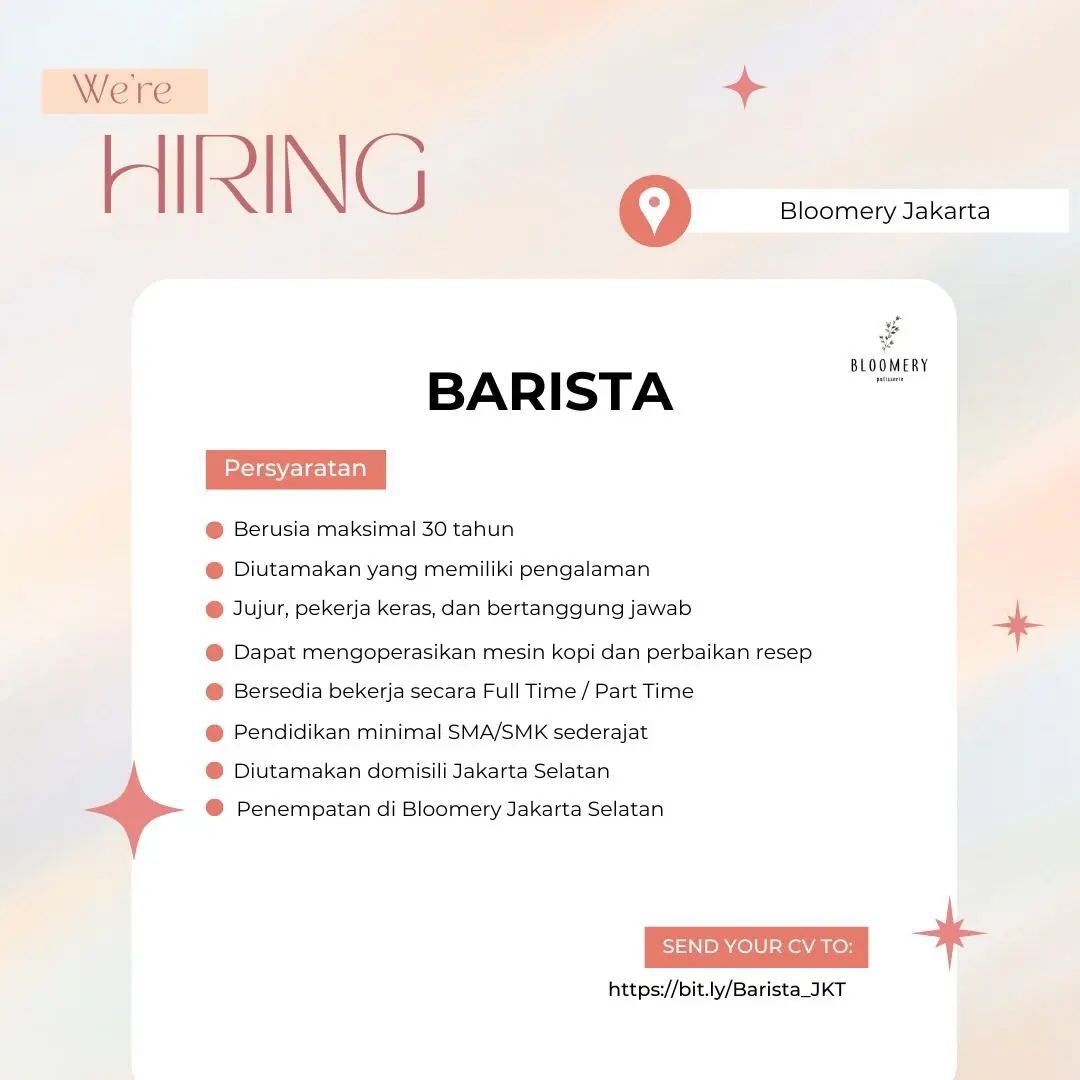 We're
HIRING
Bloomery Jakarta
BLOOMERY
patisserie
BARISTA
Persyaratan
Berusia maksimal 30 tahun
Diutamakan yang memiliki pengalaman
Jujur, pekerja keras, dan bertanggung jawab
Dapat mengoperasikan mesin kopi dan perbaikan resep
Bersedia bekerja secara Full Time / Part Time
Pendidikan minimal SMA/SMK sederajat
Diutamakan domisili Jakarta Selatan
Penempatan di Bloomery Jakarta Selatan
SEND YOUR CV TO:
https://bit.ly/Barista_JKT